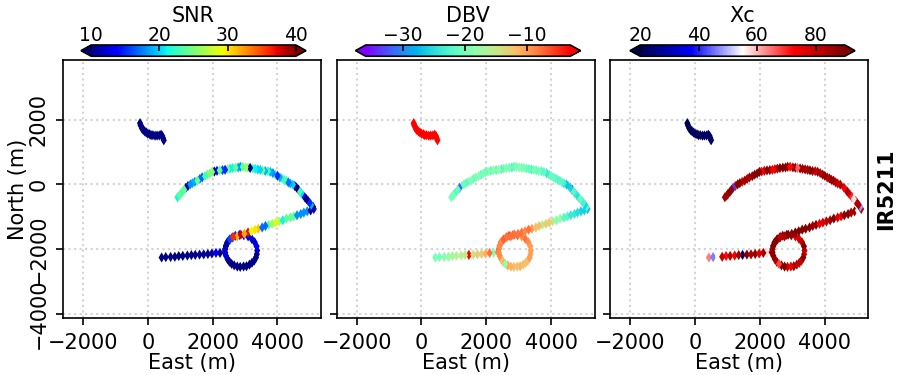 SNR DBV Xc
10 20 30 40 −30 −20 −10 20 40 60 80
2000
0
−2000
−4000
North (m)
−2000 0 2000 4000 −2000 0 2000 4000 −2000 0 2000 4000
East (m) East (m) East (m)
IR5211